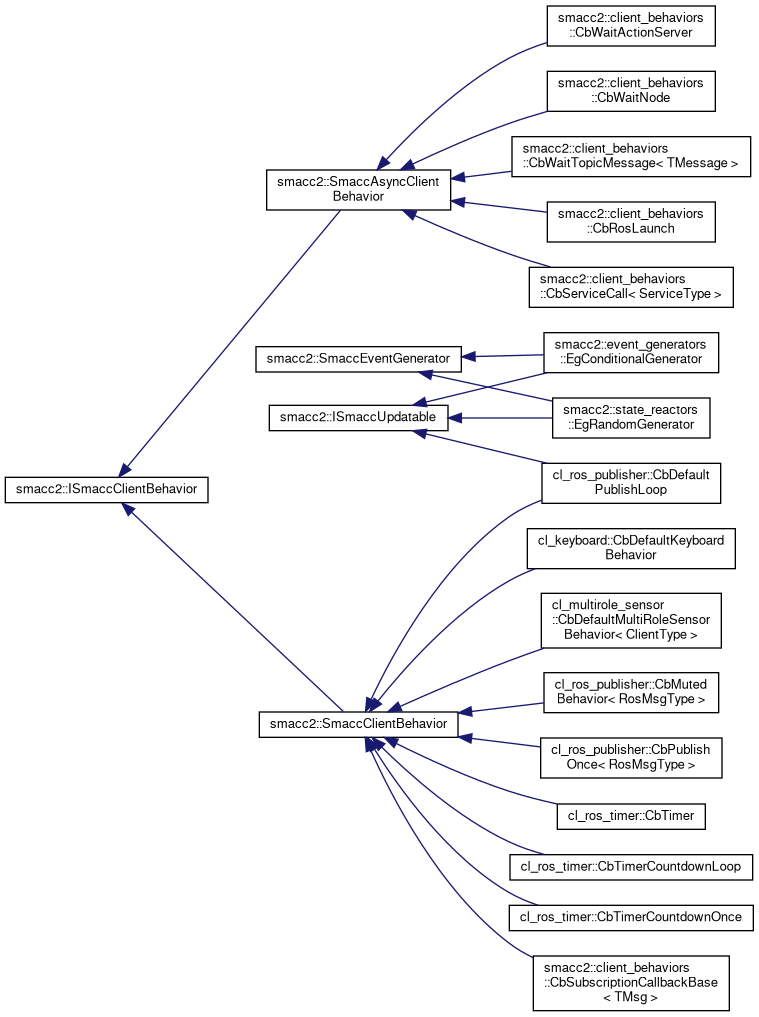 smacc2::client_behaviors
::CbWaitActionServer
smacc2::client_behaviors
::CbWaitNode
smacc2::client_behaviors
::CbWaitTopicMessage< TMessage >
smacc2::SmaccAsyncClient
Behavior
smacc2::client_behaviors
::CbRosLaunch
smacc2::client_behaviors
::CbServiceCall< ServiceType >
smacc2::SmaccEventGenerator
smacc2::event_generators
::EgConditionalGenerator
smacc2::ISmaccUpdatable
smacc2::state_reactors
::EgRandomGenerator
smacc2::ISmaccClientBehavior
cl_ros_publisher::CbDefault
PublishLoop
cl_keyboard::CbDefaultKeyboard
Behavior
cl_multirole_sensor
::CbDefaultMultiRoleSensor
Behavior< ClientType >
cl_ros_publisher::CbMuted
Behavior< RosMsgType >
smacc2::SmaccClientBehavior
cl_ros_publisher::CbPublish
Once< RosMsgType >
cl_ros_timer::CbTimer
cl_ros_timer::CbTimerCountdownLoop
cl_ros_timer::CbTimerCountdownOnce
smacc2::client_behaviors
::CbSubscriptionCallbackBase
< TMsg >